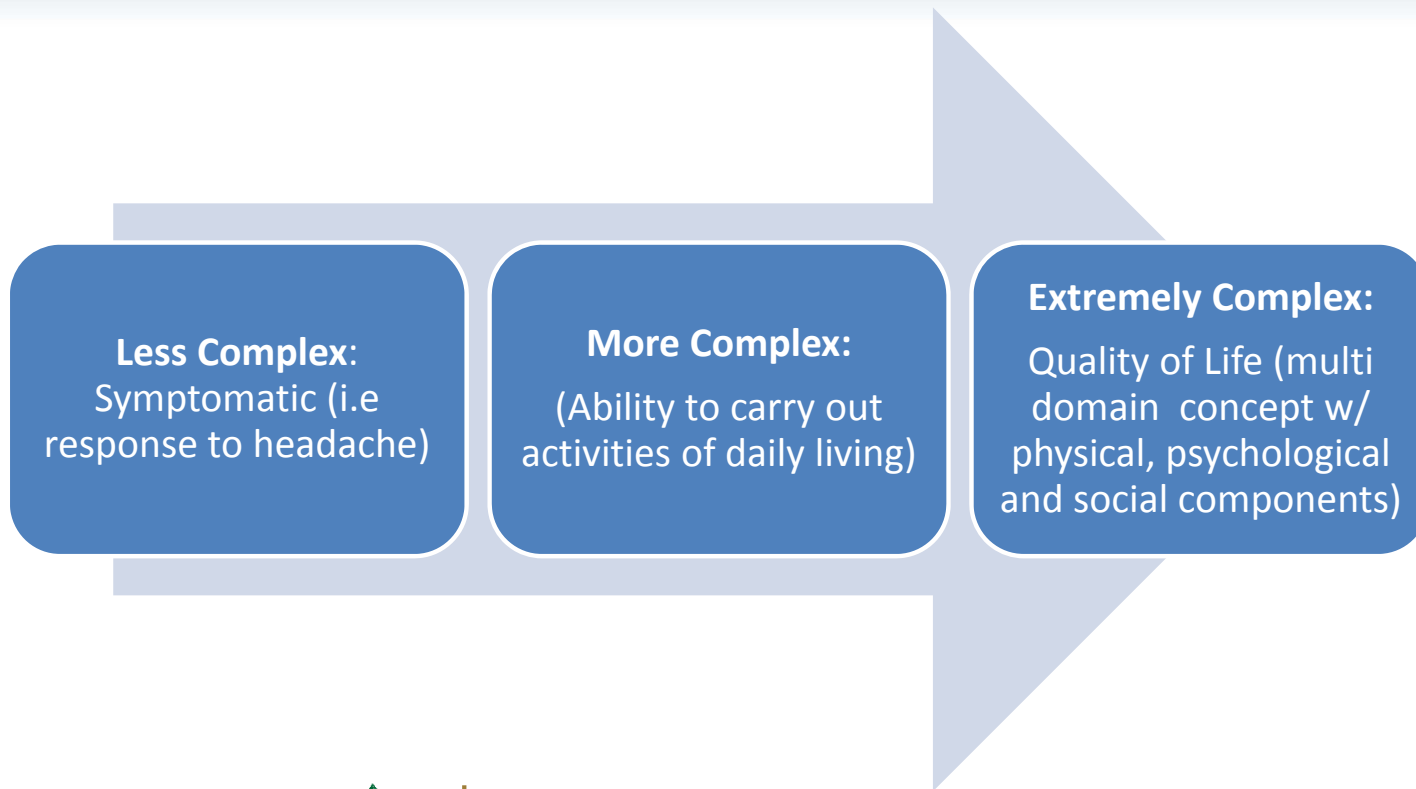 Less Complex:
Symptomatic (i.e
response to headache)
More Complex:
(Ability to carry out
activities of daily living)
Extremely Complex:
Quality of Life (multi
domain concept w/
physical, psychological
and social components)